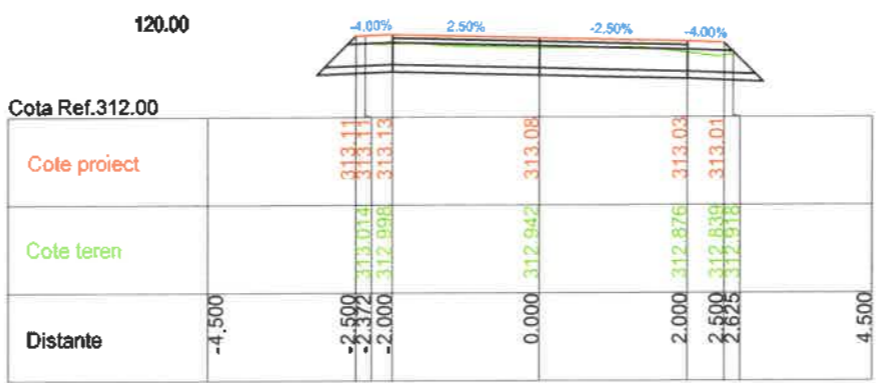 120.00
-4.00% 2.50% -2.50% -4.00%
Cota Ref.312.00
Cote proiect 313.11 313.11 313.13 313.08 313.03 313.01
Cote teren 313.014 312.998 312.942 312.876 312.839 312.918
Distante -4.500 -2.500 -2.372 -2.000 0.000 2.000 2.500 2.625 4.500